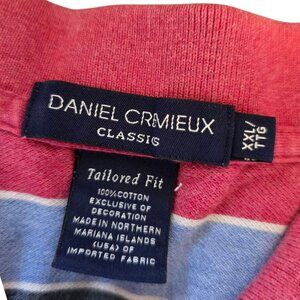 DANIEL CRMIEUX
CLASSIC
XXL/
TTG
Tailored Fit
100% COTTON
EXCLUSIVE OF
DECORATION
MADE IN NORTHERN
MARIANA ISLANDS
(USA) OF
IMPORTED FABRIC